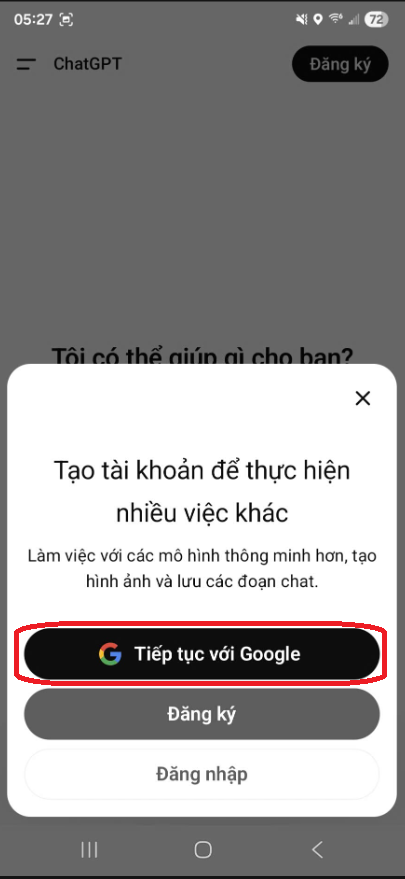 05:27
72
ChatGPT
Đăng ký
Tôi có thể giúp gì cho bạn?
Tạo tài khoản để thực hiện
nhiều việc khác
Làm việc với các mô hình thông minh hơn, tạo
hình ảnh và lưu các đoạn chat.
Tiếp tục với Google
Đăng ký
Đăng nhập